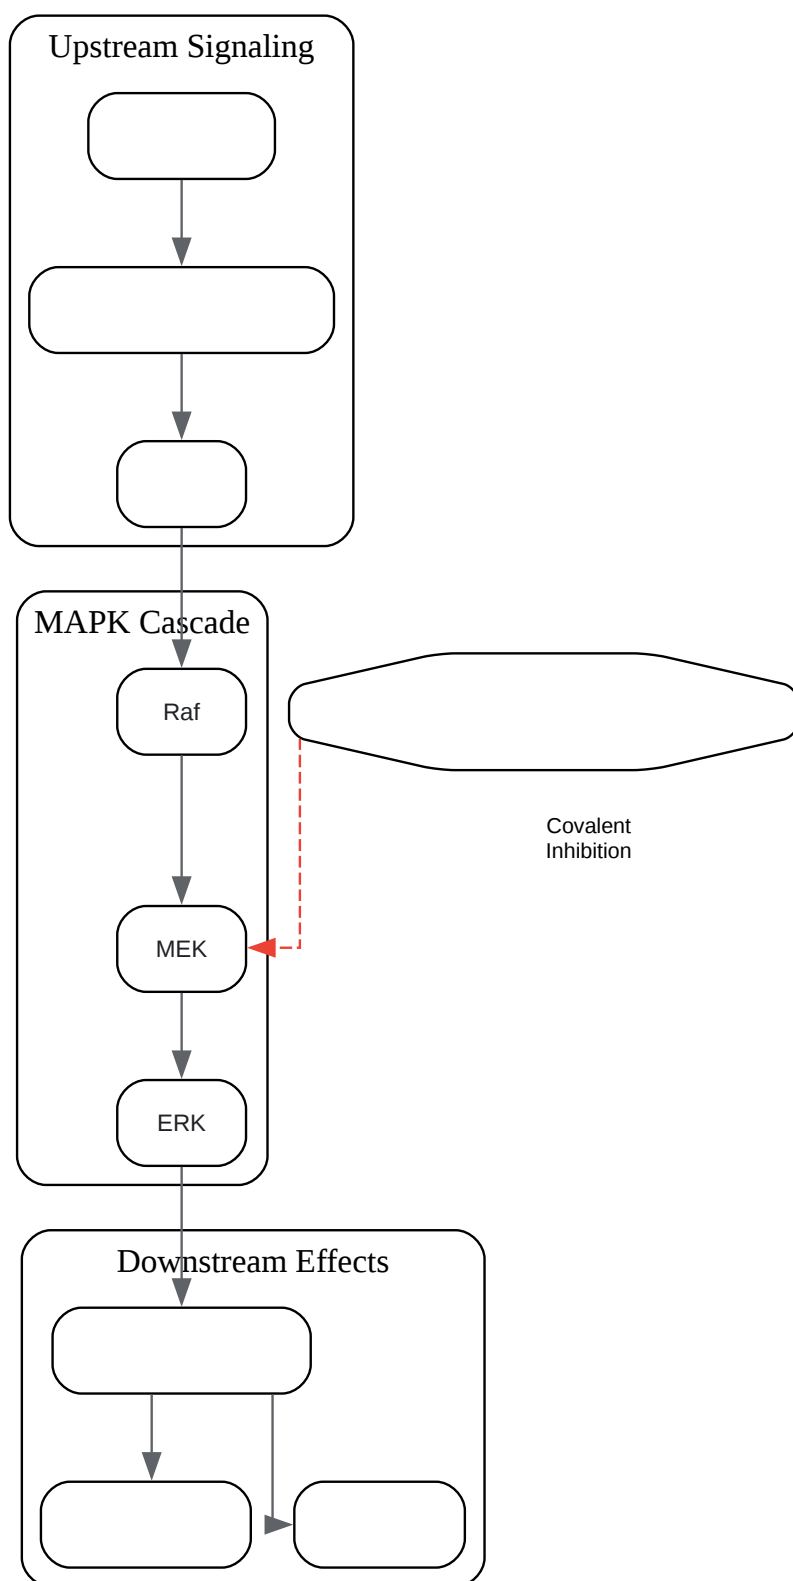 Upstream Signaling
MAPK Cascade
Raf
Covalent
Inhibition
MEK
ERK
Downstream Effects